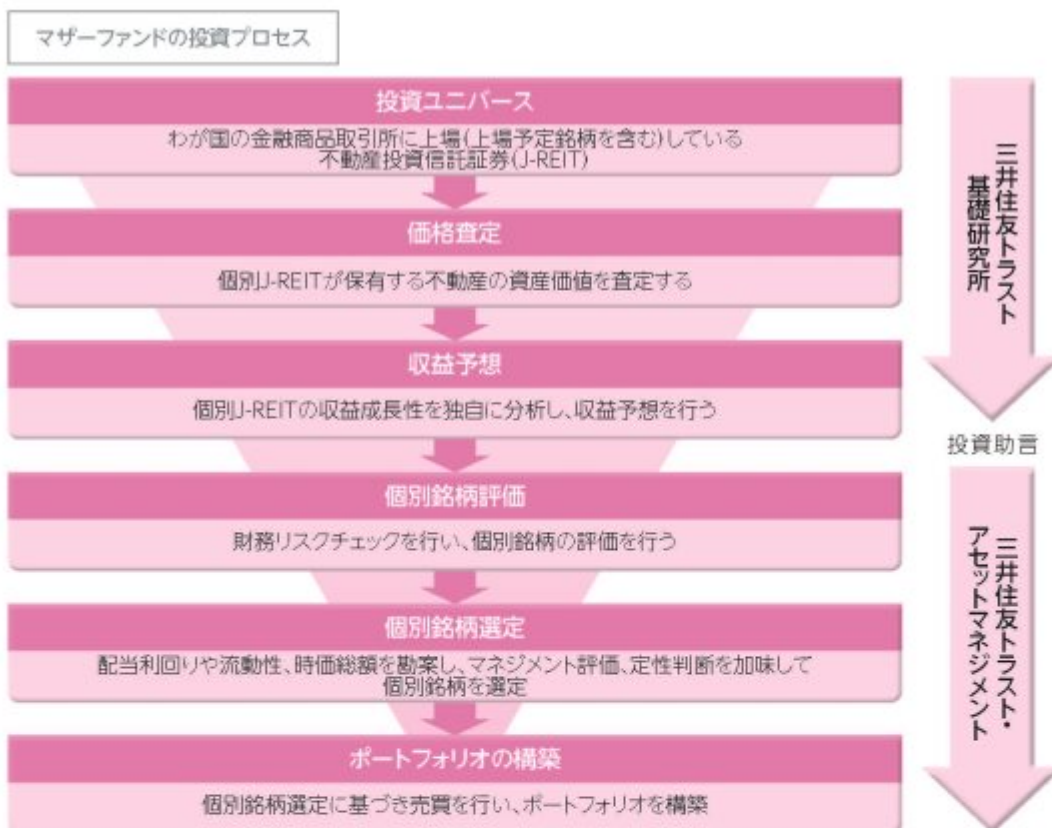 マザーファンドの投資プロセス
投資ユニバース
わが国の金融商品取引所に上場(上場予定銘柄を含む)している
不動産投資信託証券(J-REIT)
価格査定
個別J-REITが保有する不動産の資産価値を査定する
収益予想
個別J-REITの収益成長性を独自に分析し、収益予想を行う
個別銘柄評価
財務リスクチェックを行い、個別銘柄の評価を行う
個別銘柄選定
配当利回りや流動性、時価総額を勘案し、マネジメント評価、定性判断を加味して
個別銘柄を選定
ポートフォリオの構築
個別銘柄選定に基づき売買を行い、ポートフォリオを構築
三井住友トラスト
基礎研究所
投資助言
三井住友トラスト・
アセットマネジメント